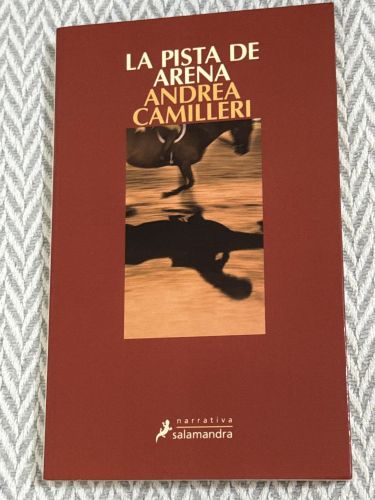 LA PISTA DE
ARENA
ANDREA
CAMILLERI
narrativa
salamandra